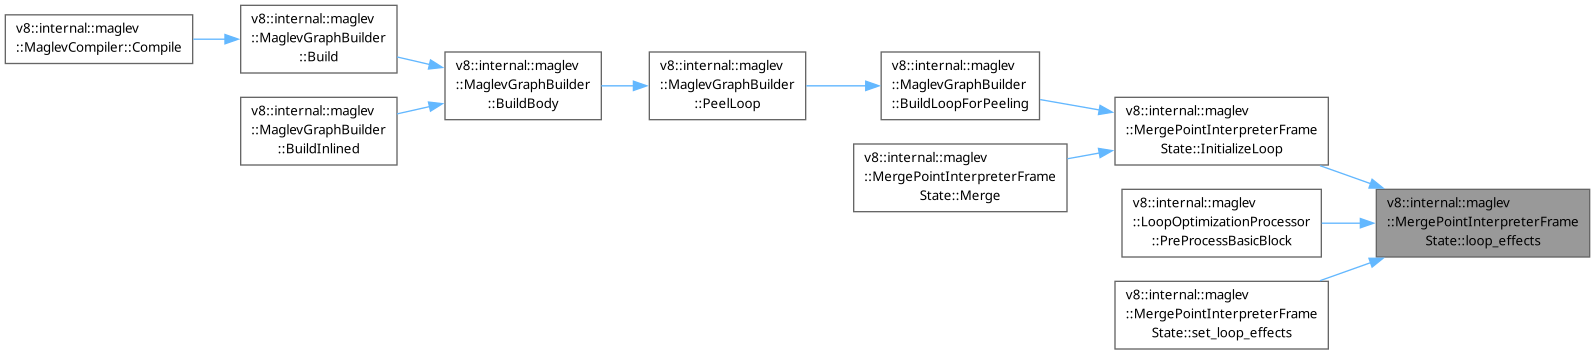 v8::internal::maglev
::MaglevCompiler::Compile
v8::internal::maglev
::MaglevGraphBuilder
::Build
v8::internal::maglev
::MaglevGraphBuilder
::BuildInlined
v8::internal::maglev
::MaglevGraphBuilder
::BuildBody
v8::internal::maglev
::MaglevGraphBuilder
::PeelLoop
v8::internal::maglev
::MaglevGraphBuilder
::BuildLoopForPeeling
v8::internal::maglev
::MergePointInterpreterFrame
State::Merge
v8::internal::maglev
::MergePointInterpreterFrame
State::InitializeLoop
v8::internal::maglev
::LoopOptimizationProcessor
::PreProcessBasicBlock
v8::internal::maglev
::MergePointInterpreterFrame
State::set_loop_effects
v8::internal::maglev
::MergePointInterpreterFrame
State::loop_effects